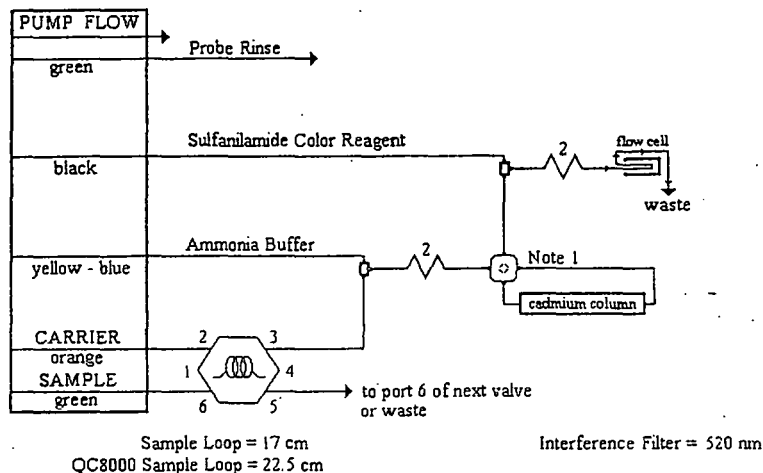 PUMP FLOW
Probe Rinse
green
Sulfanilamide Color Reagent
black
2
flow cell
waste
Ammonia Buffer
yellow - blue
2
Note 1
cadmium column
CARRIER
orange
SAMPLE
green
2 3
1 4
6 5
to port 6 of next valve
or waste
Sample Loop = 17 cm
QC8000 Sample Loop = 22.5 cm
Interference Filter = 520 nm